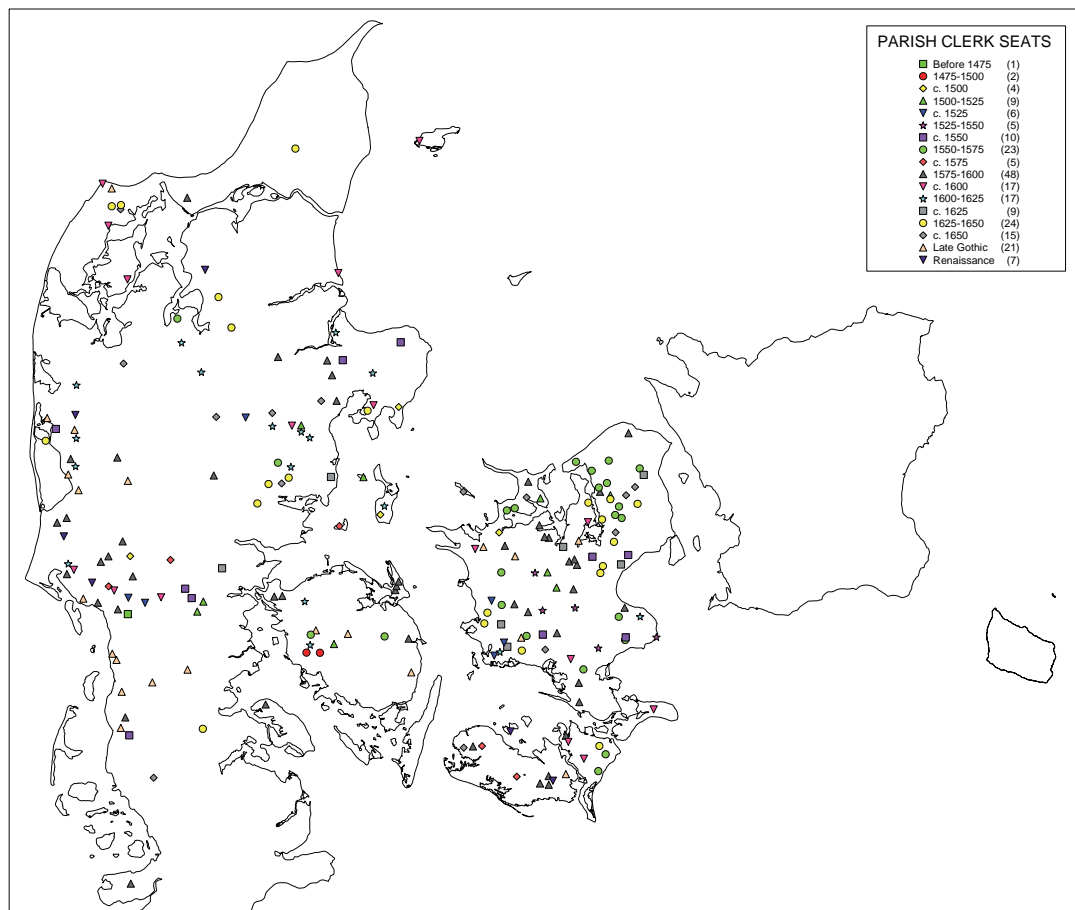 PARISH CLERK SEATS
Before 1475 (1)
1475-1500 (2)
c. 1500 (4)
1500-1525 (9)
c. 1525 (6)
1525-1550 (5)
c. 1550 (10)
1550-1575 (23)
c. 1575 (5)
1575-1600 (48)
c. 1600 (17)
1600-1625 (17)
c. 1625 (9)
1625-1650 (24)
c. 1650 (15)
Late Gothic (21)
Renaissance (7)